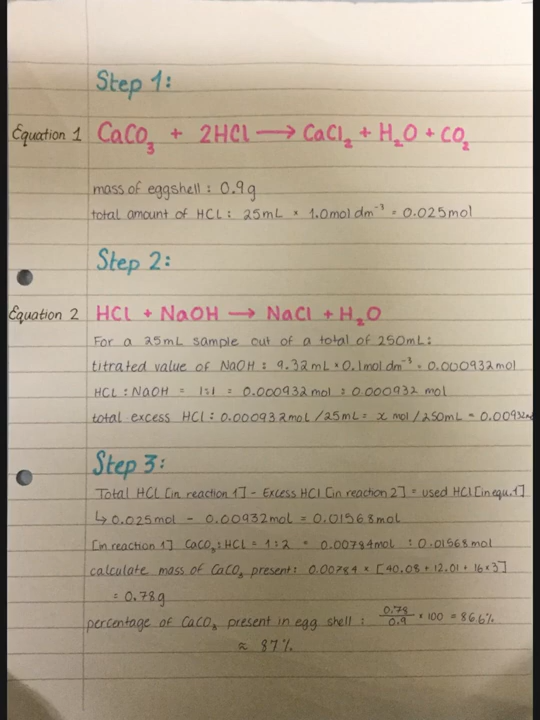 Step 1:
Equation 1 CaCO₃ + 2HCl → CaCl₂ + H₂O + CO₂
mass of eggshell : 0.9g
total amount of HCl : 25mL × 1.0mol dm⁻³ = 0.025mol
Step 2:
Equation 2 HCl + NaOH → NaCl + H₂O
For a 25mL sample out of a total of 250mL:
titrated value of NaOH : 9.32mL × 0.1mol dm⁻³ = 0.000932mol
HCl : NaOH = 1:1 = 0.000932 mol : 0.000932 mol
total excess HCl : 0.000932mol /25mL = x mol /250mL =
Step 3:
Total HCl [in reaction 1] - Excess HCl [in reaction 2] = used HCl [in equ.1]
↳ 0.025mol - 0.00932mol = 0.01568mol
[in reaction 1] CaCO₃ : HCl = 1:2 = 0.00784mol : 0.01568 mol
calculate mass of CaCO₃ present : 0.00784 × [40.08 + 12.01 + 16×3]
= 0.78g
percentage of CaCO₃ present in egg shell : 0.78/0.9 × 100 = 86.6%
≈ 87%